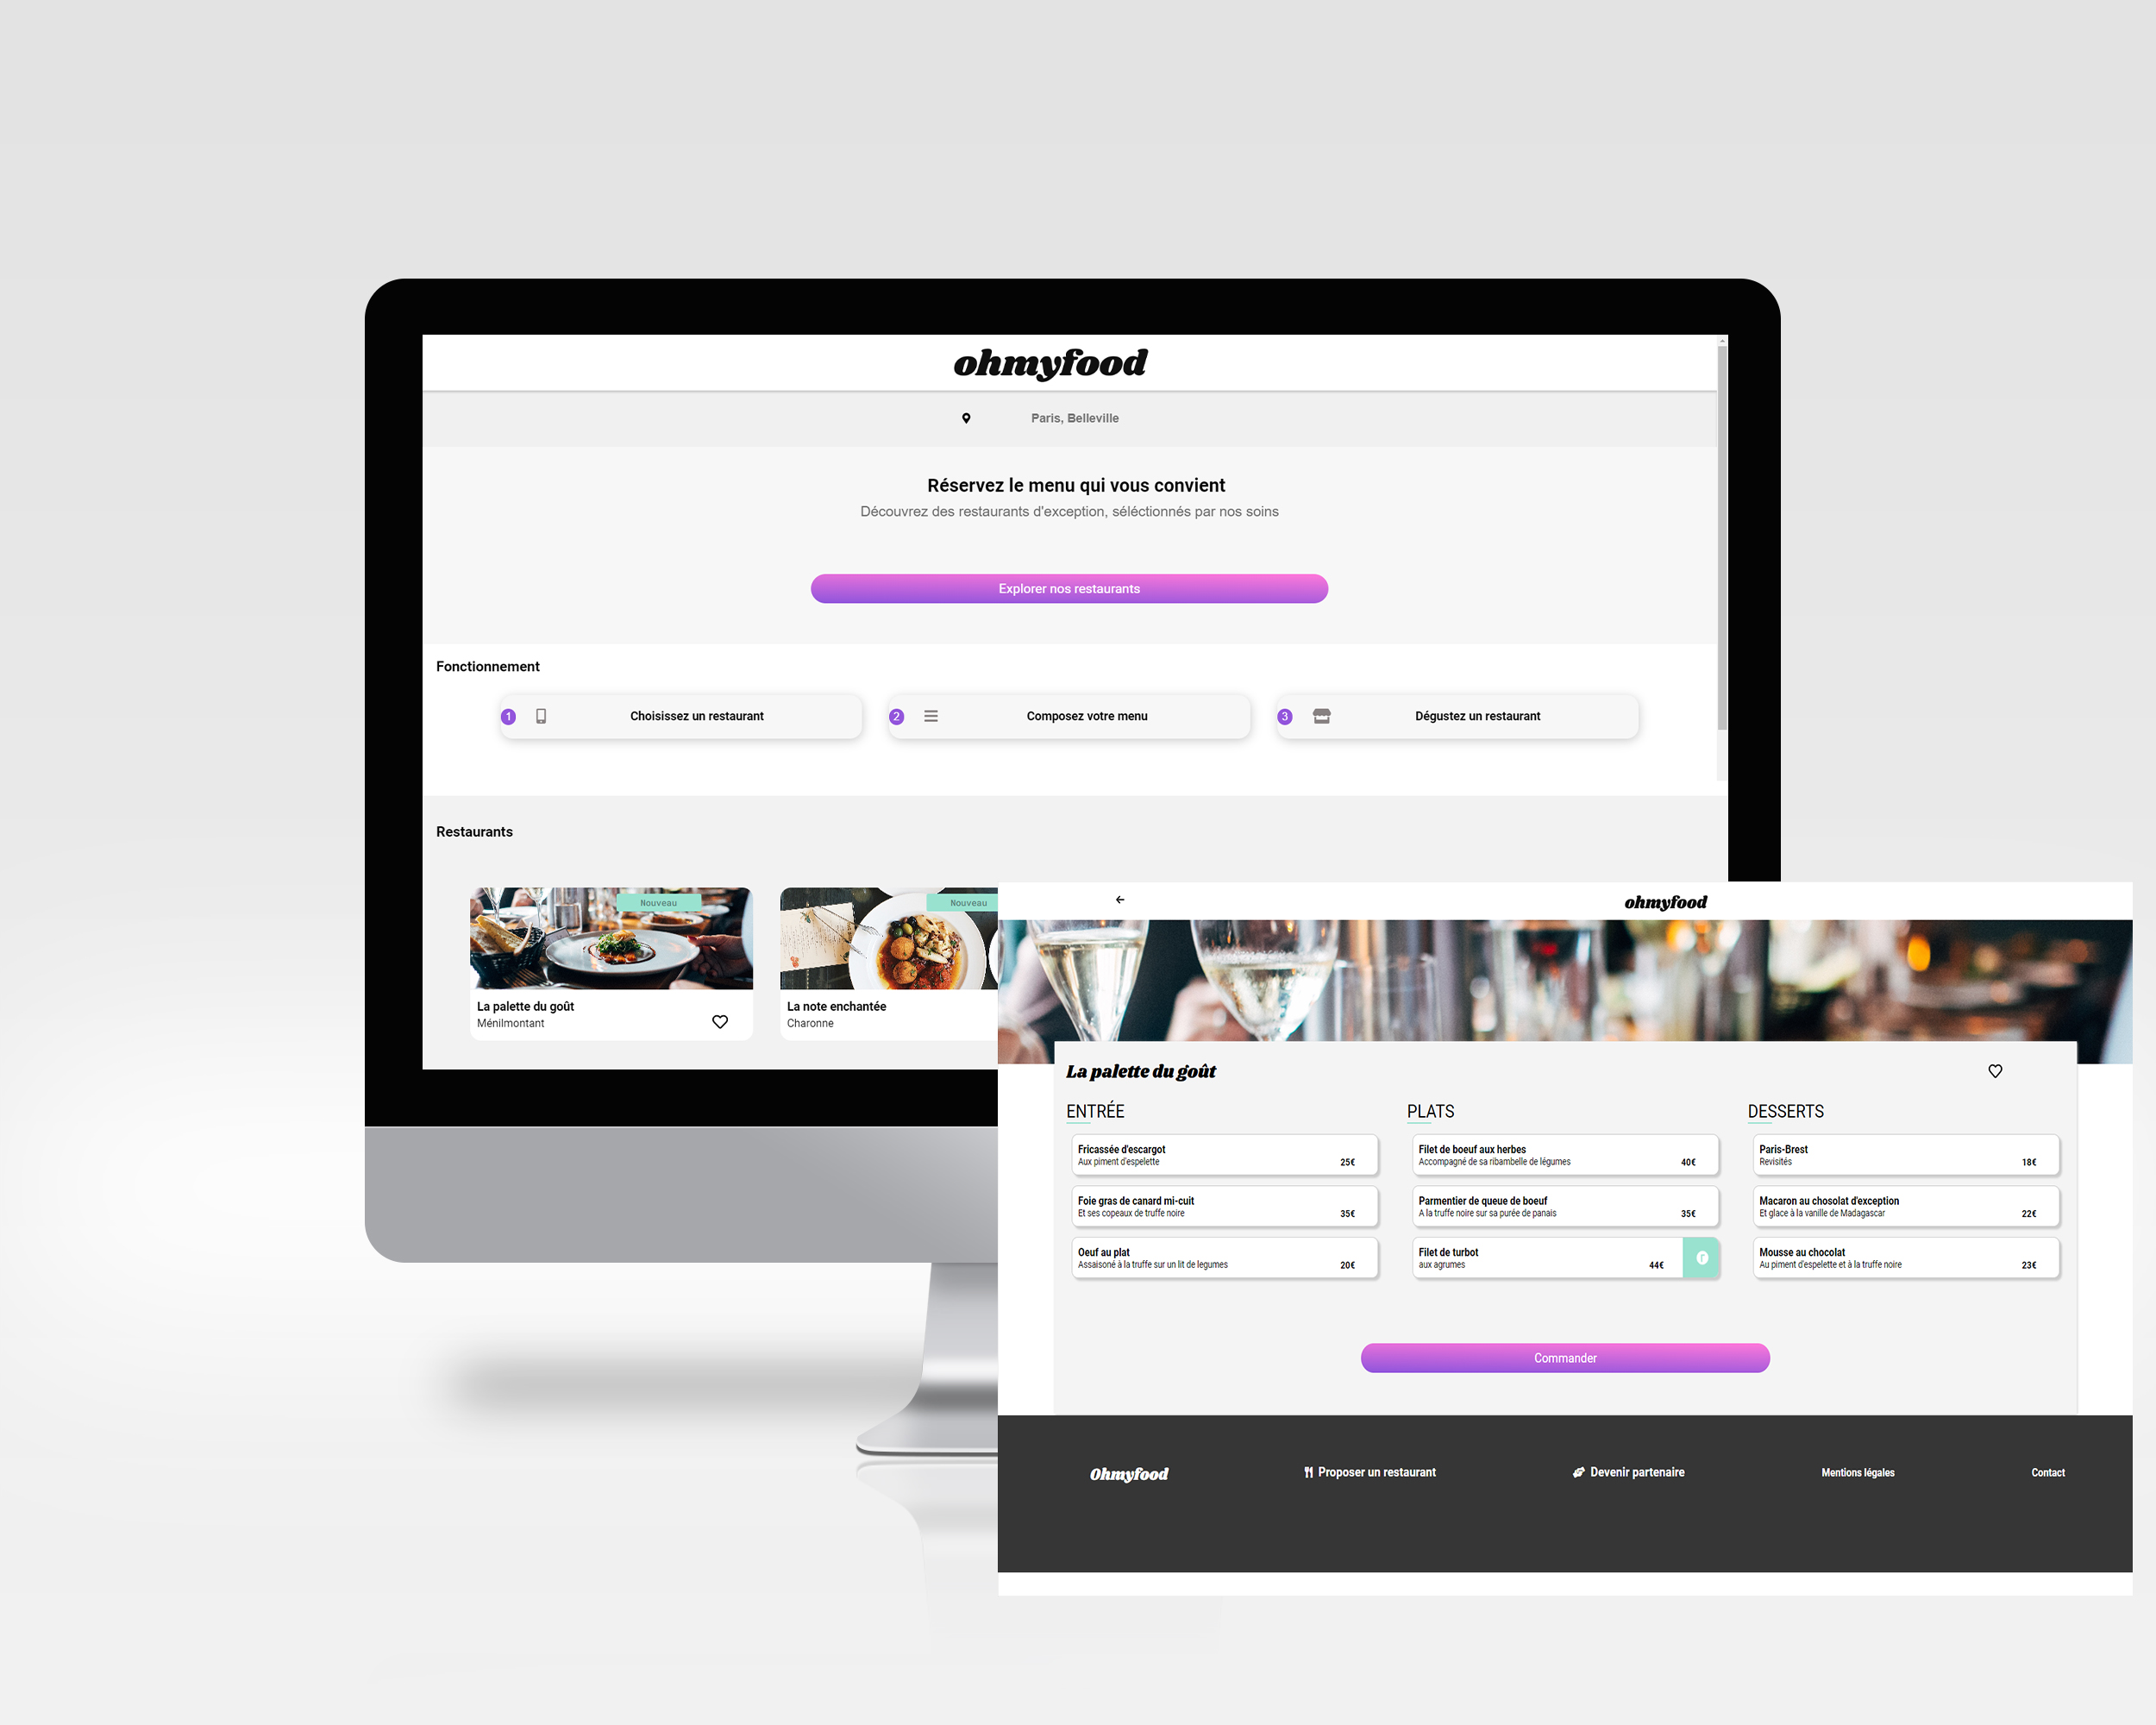 ohmyfood
Paris, Belleville
Réservez le menu qui vous convient
Découvrez des restaurants d'exception, séléctionnés par nos soins
Explorer nos restaurants
Fonctionnement
1 Choisissez un restaurant
2 Composez votre menu
3 Dégustez un restaurant
Restaurants
Nouveau
La palette du goût
Ménilmontant
Nouveau
La note enchantée
Charonne
ohmyfood
La palette du goût
ENTRÉE
Fricassée d'escargot
Aux piment d'espelette 25€
Foie gras de canard mi-cuit
Et ses copeaux de truffe noire 35€
Oeuf au plat
Assaisoné à la truffe sur un lit de legumes 20€
PLATS
Filet de boeuf aux herbes
Accompagné de sa ribambelle de légumes 40€
Parmentier de queue de boeuf
A la truffe noire sur sa purée de panais 35€
Filet de turbot
aux agrumes 44€
DESSERTS
Paris-Brest
Revisités 18€
Macaron au chosolat d'exception
Et glace à la vanille de Madagascar 22€
Mousse au chocolat
Au piment d'espelette et à la truffe noire 23€
Commander
Ohmyfood
Proposer un restaurant
Devenir partenaire
Mentions légales
Contact